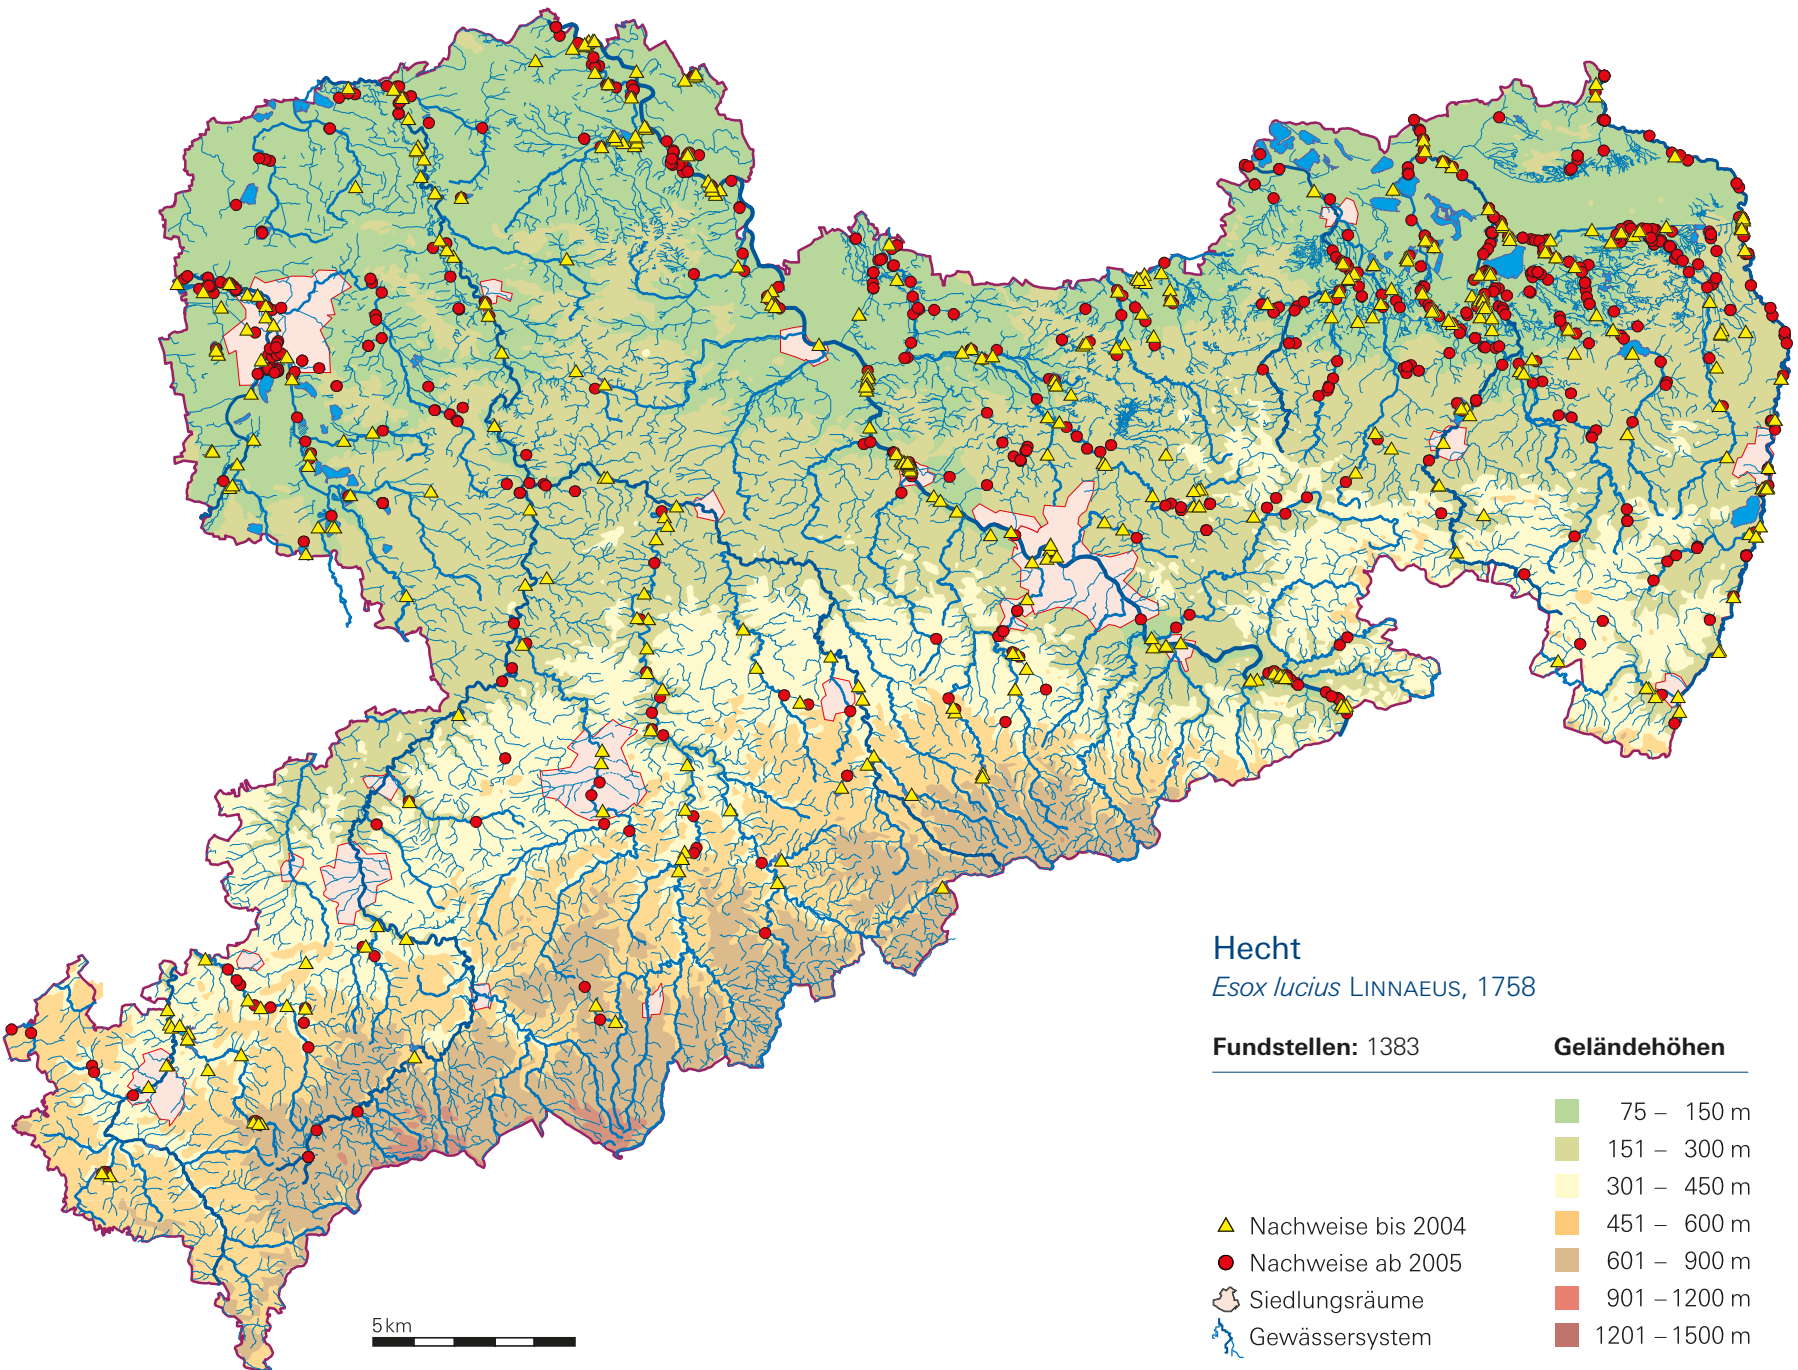 Hecht
Esox lucius LINNAEUS, 1758
Fundstellen: 1383
Geländehöhen
75 – 150 m
151 – 300 m
301 – 450 m
451 – 600 m
601 – 900 m
901 – 1200 m
1201 – 1500 m
Nachweise bis 2004
Nachweise ab 2005
Siedlungsräume
Gewässersystem
5 km